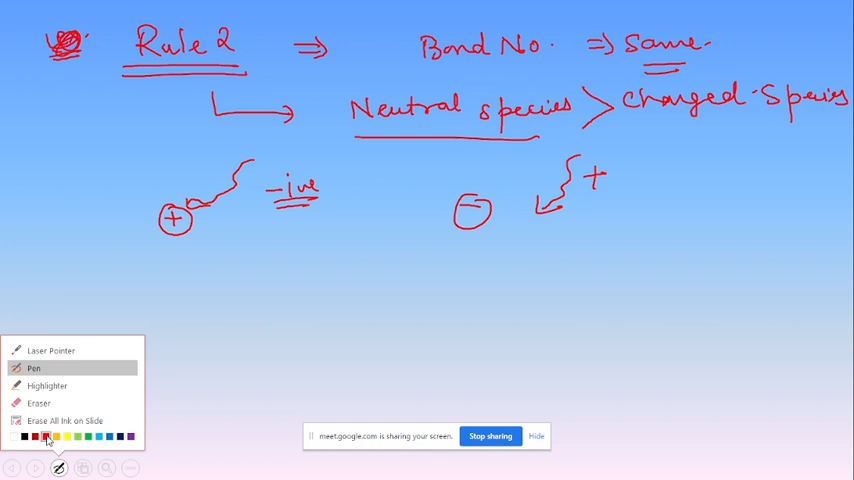 Rule 2 ⇒ Bond No. ⇒ Same.
→ Neutral species > Charged Species
+ -ive - +
Laser Pointer
Pen
Highlighter
Eraser
Erase All Ink on Slide
meet.google.com is sharing your screen. Stop sharing Hide